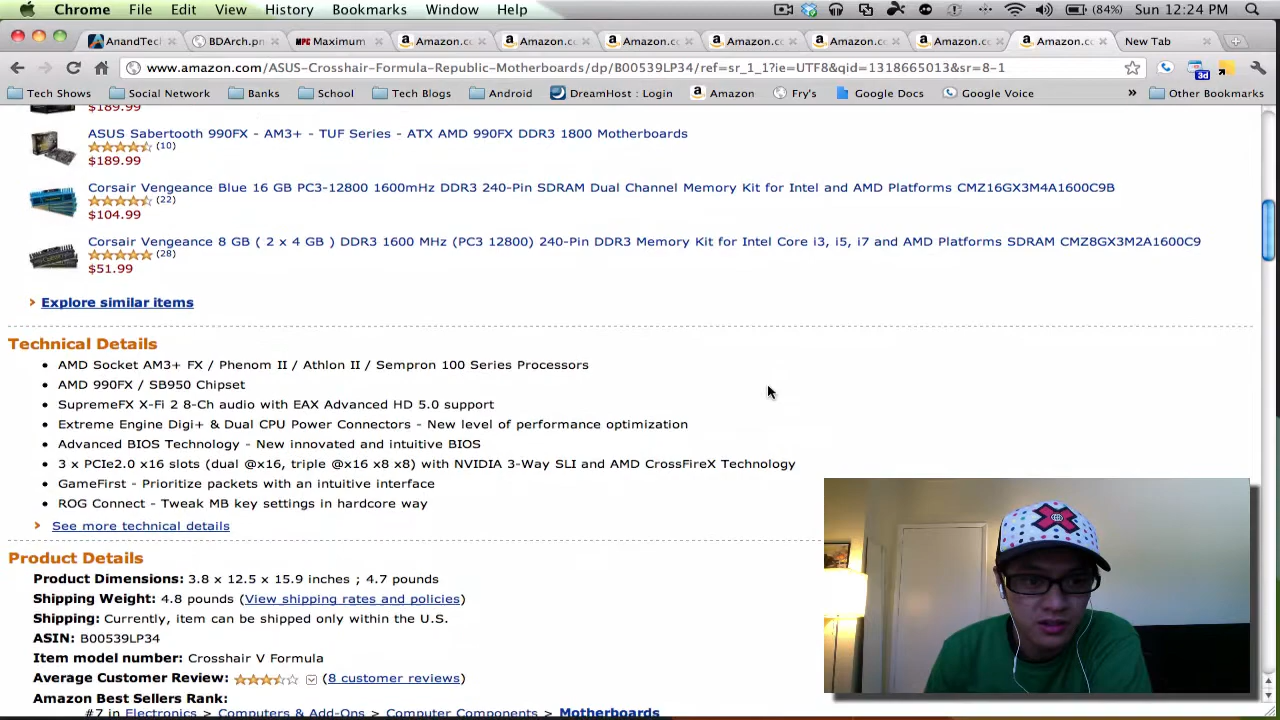 Chrome File Edit View History Bookmarks Window Help (84%) Sun 12:24 PM
AnandTech BDArch.pn Maximum Amazon.c Amazon.c Amazon.c Amazon.c Amazon.c Amazon.c Amazon.c New Tab
www.amazon.com/ASUS-Crosshair-Formula-Republic-Motherboards/dp/B00539LP34/ref=sr_1_1?ie=UTF8&qid=1318665013&sr=8-1 3d
Tech Shows Social Network Banks School Tech Blogs Android DreamHost : Login Amazon Fry's Google Docs Google Voice » Other Bookmarks
$189.99
ASUS Sabertooth 990FX - AM3+ - TUF Series - ATX AMD 990FX DDR3 1800 Motherboards
(10)
$189.99
Corsair Vengeance Blue 16 GB PC3-12800 1600mHz DDR3 240-Pin SDRAM Dual Channel Memory Kit for Intel and AMD Platforms CMZ16GX3M4A1600C9B
(22)
$104.99
Corsair Vengeance 8 GB ( 2 x 4 GB ) DDR3 1600 MHz (PC3 12800) 240-Pin DDR3 Memory Kit for Intel Core i3, i5, i7 and AMD Platforms SDRAM CMZ8GX3M2A1600C9
(28)
$51.99
Explore similar items
Technical Details
• AMD Socket AM3+ FX / Phenom II / Athlon II / Sempron 100 Series Processors
• AMD 990FX / SB950 Chipset
• SupremeFX X-Fi 2 8-Ch audio with EAX Advanced HD 5.0 support
• Extreme Engine Digi+ & Dual CPU Power Connectors - New level of performance optimization
• Advanced BIOS Technology - New innovated and intuitive BIOS
• 3 x PCIe2.0 x16 slots (dual @x16, triple @x16 x8 x8) with NVIDIA 3-Way SLI and AMD CrossFireX Technology
• GameFirst - Prioritize packets with an intuitive interface
• ROG Connect - Tweak MB key settings in hardcore way
See more technical details
Product Details
Product Dimensions: 3.8 x 12.5 x 15.9 inches ; 4.7 pounds
Shipping Weight: 4.8 pounds (View shipping rates and policies)
Shipping: Currently, item can be shipped only within the U.S.
ASIN: B00539LP34
Item model number: Crosshair V Formula
Average Customer Review: (8 customer reviews)
Amazon Best Sellers Rank:
#7 in Electronics > Computers & Add-Ons > Computer Components > Motherboards